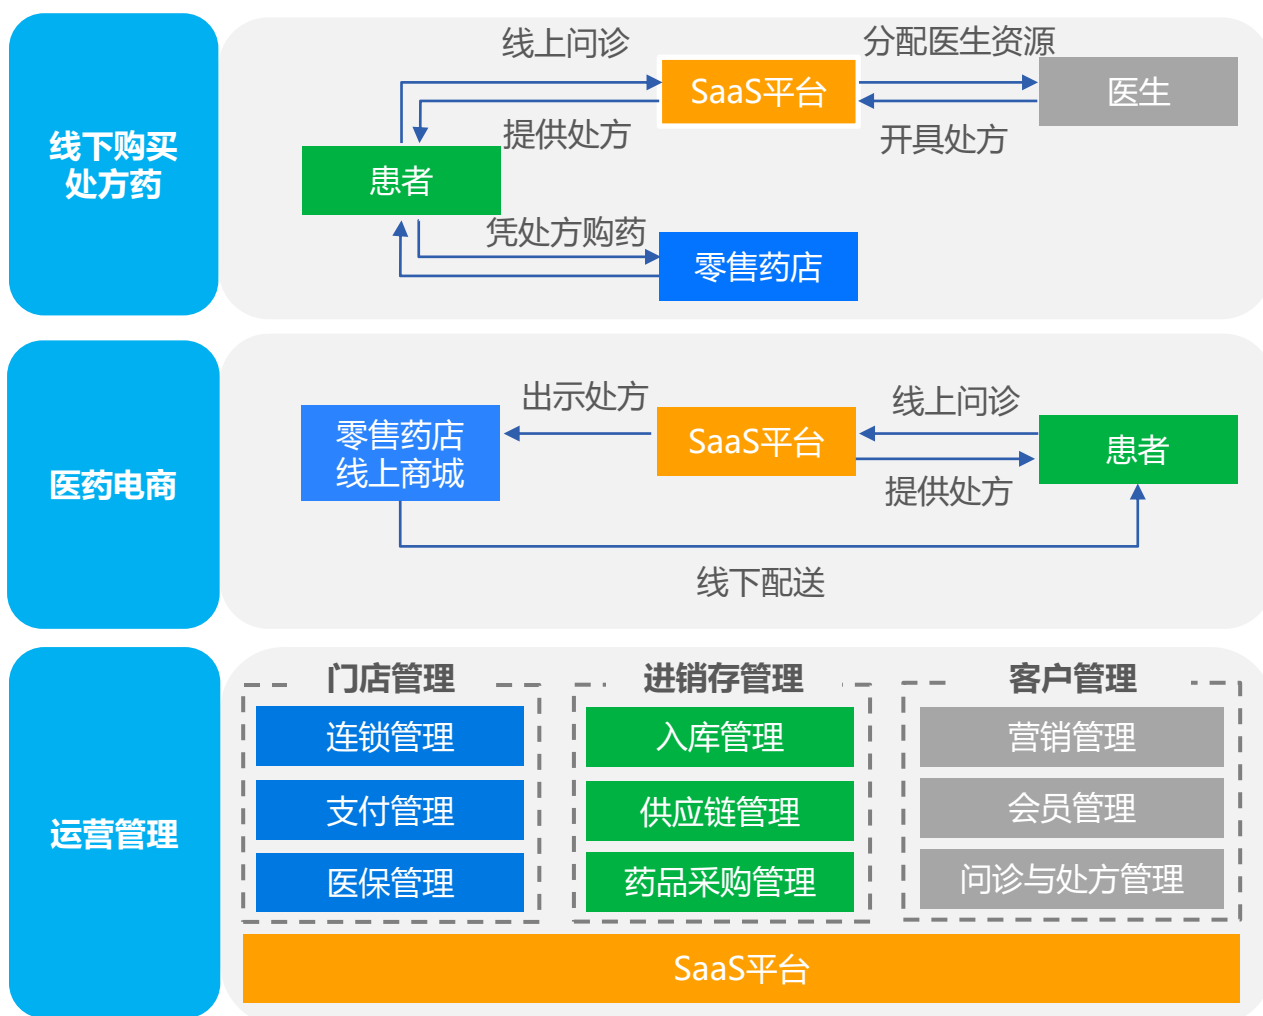 线下购买
处方药
线上问诊
分配医生资源
SaaS平台
医生
提供处方
开具处方
患者
凭处方购药
零售药店
医药电商
出示处方
线上问诊
零售药店
线上商城
SaaS平台
患者
提供处方
线下配送
运营管理
门店管理
进销存管理
客户管理
连锁管理
入库管理
营销管理
支付管理
供应链管理
会员管理
医保管理
药品采购管理
问诊与处方管理
SaaS平台